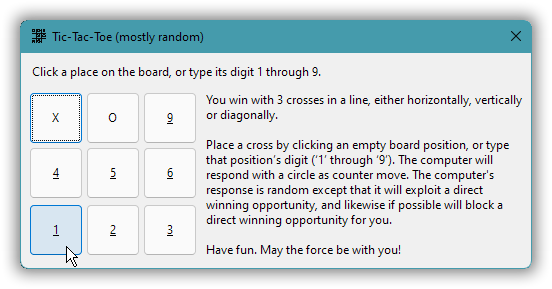 Tic-Tac-Toe (mostly random)
Click a place on the board, or type its digit 1 through 9.
X O 9
4 5 6
1 2 3
You win with 3 crosses in a line, either horizontally, vertically
or diagonally.
Place a cross by clicking an empty board position, or type
that position’s digit (‘1’ through ‘9’). The computer will
respond with a circle as counter move. The computer's
response is random except that it will exploit a direct
winning opportunity, and likewise if possible will block a
direct winning opportunity for you.
Have fun. May the force be with you!